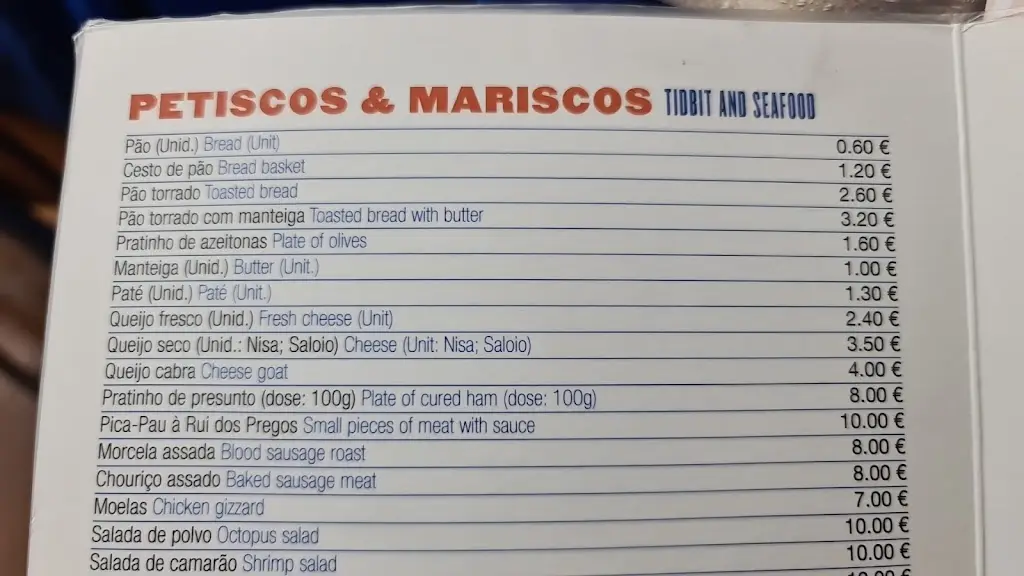 PETISCOS & MARISCOS TIDBIT AND SEAFOOD
Pão (Unid.) Bread (Unit) 0.60 €
Cesto de pão Bread basket 1.20 €
Pão torrado Toasted bread 2.60 €
Pão torrado com manteiga Toasted bread with butter 3.20 €
Pratinho de azeitonas Plate of olives 1.60 €
Manteiga (Unid.) Butter (Unit.) 1.00 €
Paté (Unid.) Paté (Unit.) 1.30 €
Queijo fresco (Unid.) Fresh cheese (Unit) 2.40 €
Queijo seco (Unid.: Nisa; Saloio) Cheese (Unit: Nisa; Saloio) 3.50 €
Queijo cabra Cheese goat 4.00 €
Pratinho de presunto (dose: 100g) Plate of cured ham (dose: 100g) 8.00 €
Pica-Pau à Rui dos Pregos Small pieces of meat with sauce 10.00 €
Morcela assada Blood sausage roast 8.00 €
Chouriço assado Baked sausage meat 8.00 €
Moelas Chicken gizzard 7.00 €
Salada de polvo Octopus salad 10.00 €
Salada de camarão Shrimp salad 10.00 €